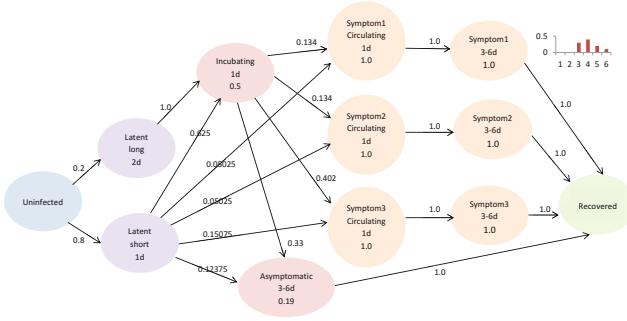 Symptom1
Circulating
1d
1.0
0.134
1.0
Symptom1
3-6d
1.0
0.5
0
1 2 3 4 5 6
Incubating
1d
0.5
1.0
0.134
1.0
Latent
long
2d
0.625
Symptom2
Circulating
1d
1.0
1.0
Symptom2
3-6d
1.0
1.0
0.2
0.05025
0.402
Uninfected
0.05025
Symptom3
Circulating
1d
1.0
1.0
Symptom3
3-6d
1.0
1.0
Recovered
0.8
Latent
short
1d
0.15075
0.33
0.12375
Asymptomatic
3-6d
0.19
1.0